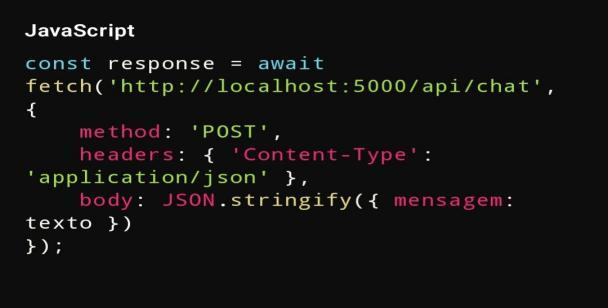 JavaScript
const response = await
fetch('http://localhost:5000/api/chat',
{
    method: 'POST',
    headers: { 'Content-Type':
'application/json' },
    body: JSON.stringify({ mensagem:
texto })
});